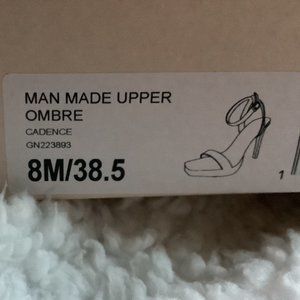 MAN MADE UPPER
OMBRE
CADENCE
GN223893
8M/38.5
1